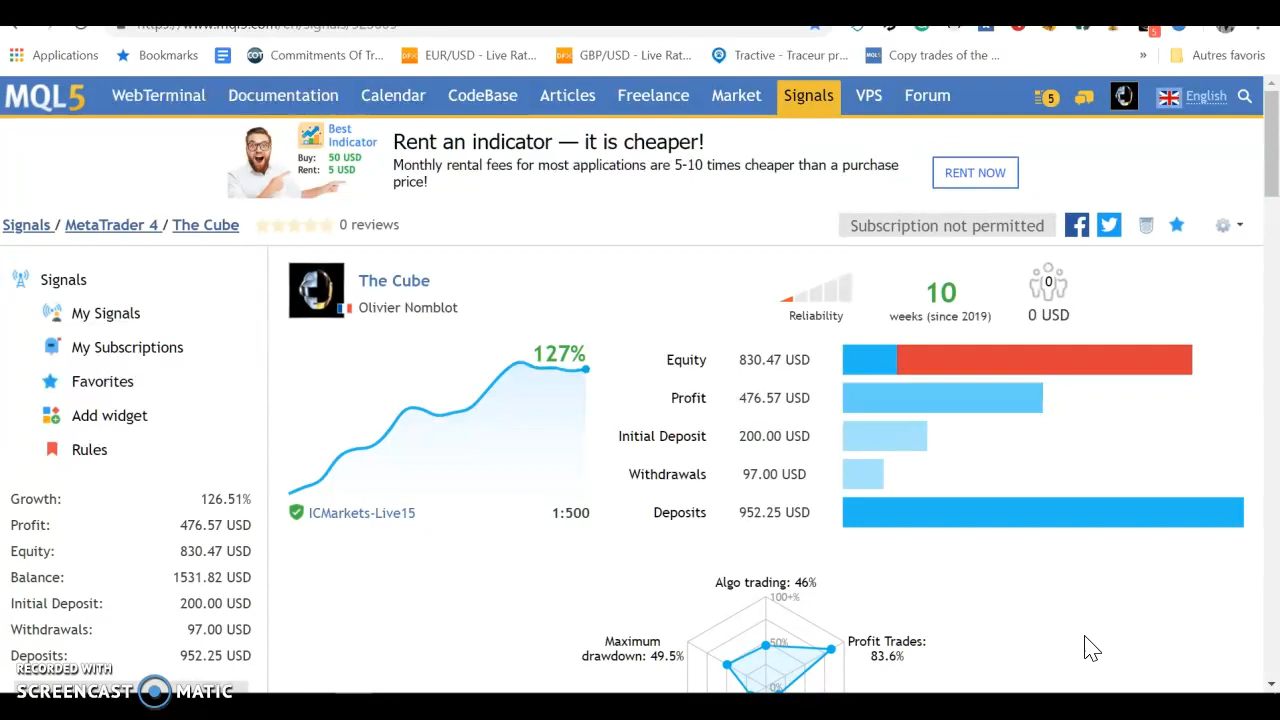 Applications Bookmarks Commitments Of Tr... EUR/USD - Live Rat... GBP/USD - Live Rat... Tractive - Traceur pr... Copy trades of the ... » Autres favoris
MQL5 WebTerminal Documentation Calendar CodeBase Articles Freelance Market Signals VPS Forum 5 English
Best
Indicator
Buy: 50 USD
Rent: 5 USD
Rent an indicator — it is cheaper!
Monthly rental fees for most applications are 5-10 times cheaper than a purchase
price!
RENT NOW
Signals / MetaTrader 4 / The Cube 0 reviews Subscription not permitted
Signals
My Signals
My Subscriptions
Favorites
Add widget
Rules
Growth: 126.51%
Profit: 476.57 USD
Equity: 830.47 USD
Balance: 1531.82 USD
Initial Deposit: 200.00 USD
Withdrawals: 97.00 USD
Deposits: 952.25 USD
The Cube
Olivier Nomblot
Reliability
10
weeks (since 2019)
0
0 USD
127%
ICMarkets-Live15 1:500
Equity 830.47 USD
Profit 476.57 USD
Initial Deposit 200.00 USD
Withdrawals 97.00 USD
Deposits 952.25 USD
Algo trading: 46%
100+%
50%
0%
Maximum
drawdown: 49.5%
Profit Trades:
83.6%
RECORDED WITH
SCREENCAST MATIC